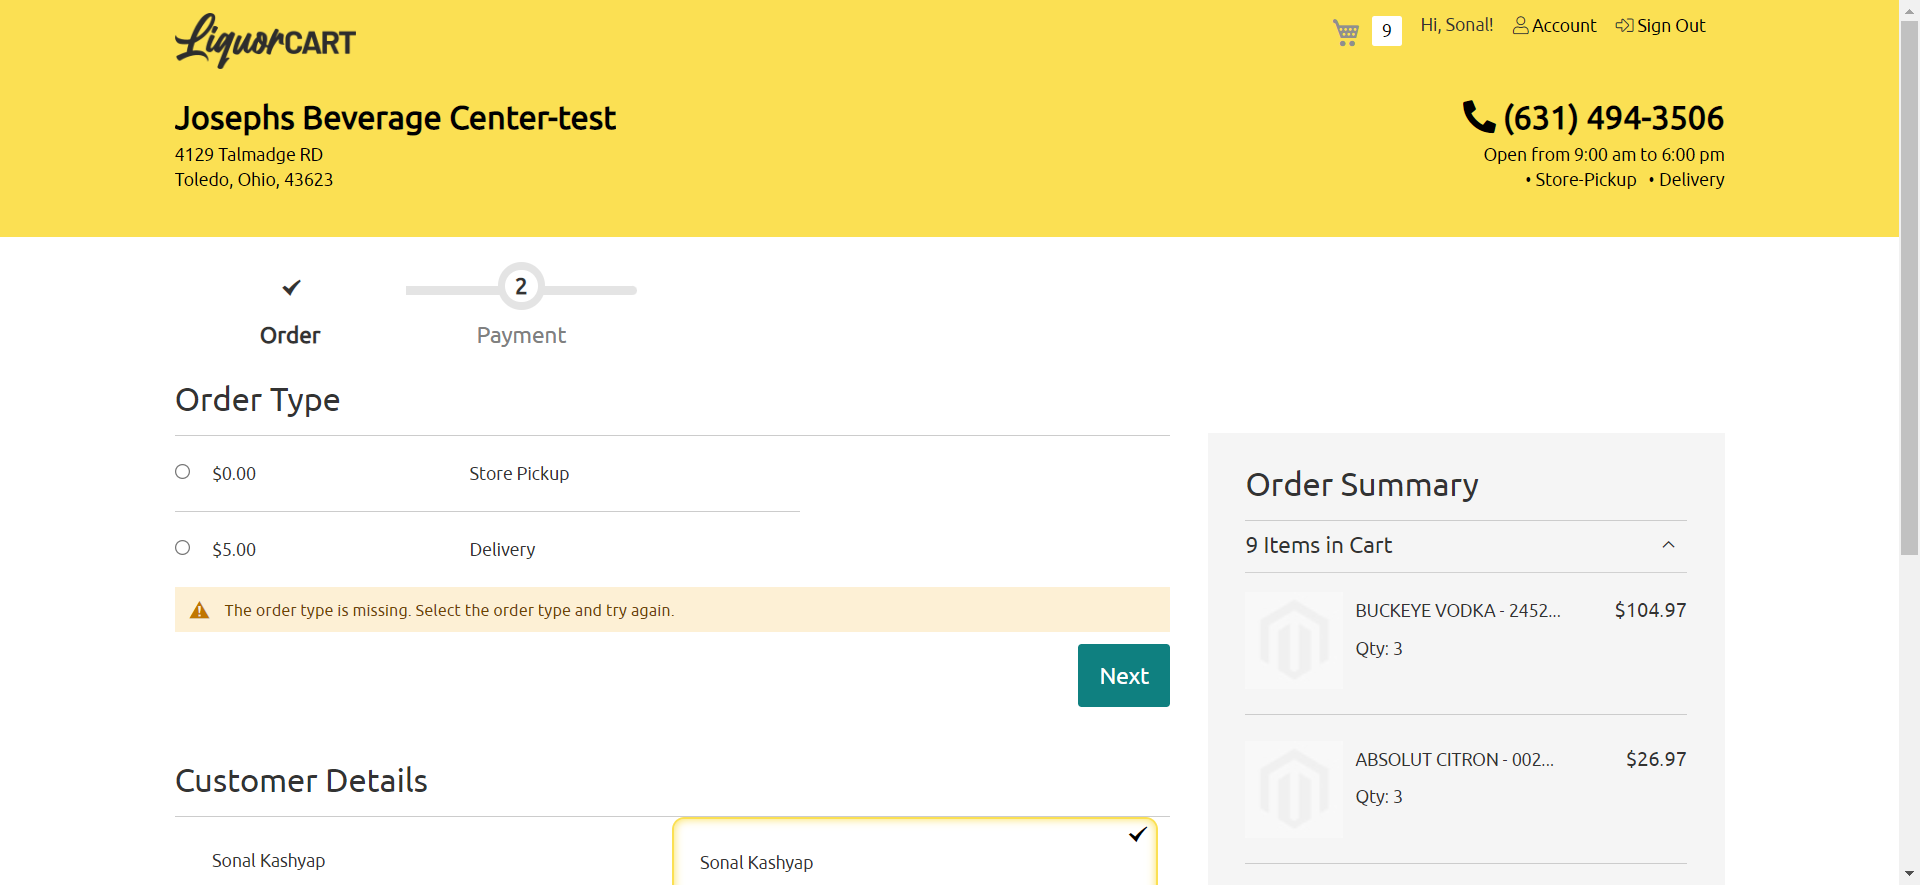 LiquorCART
9
Hi, Sonal!
Account
Sign Out
Josephs Beverage Center-test
4129 Talmadge RD
Toledo, Ohio, 43623
(631) 494-3506
Open from 9:00 am to 6:00 pm
• Store-Pickup • Delivery
Order
2
Payment
Order Type
$0.00 Store Pickup
$5.00 Delivery
The order type is missing. Select the order type and try again.
Next
Customer Details
Sonal Kashyap
Sonal Kashyap
Order Summary
9 Items in Cart
BUCKEYE VODKA - 2452... $104.97
Qty: 3
ABSOLUT CITRON - 002... $26.97
Qty: 3